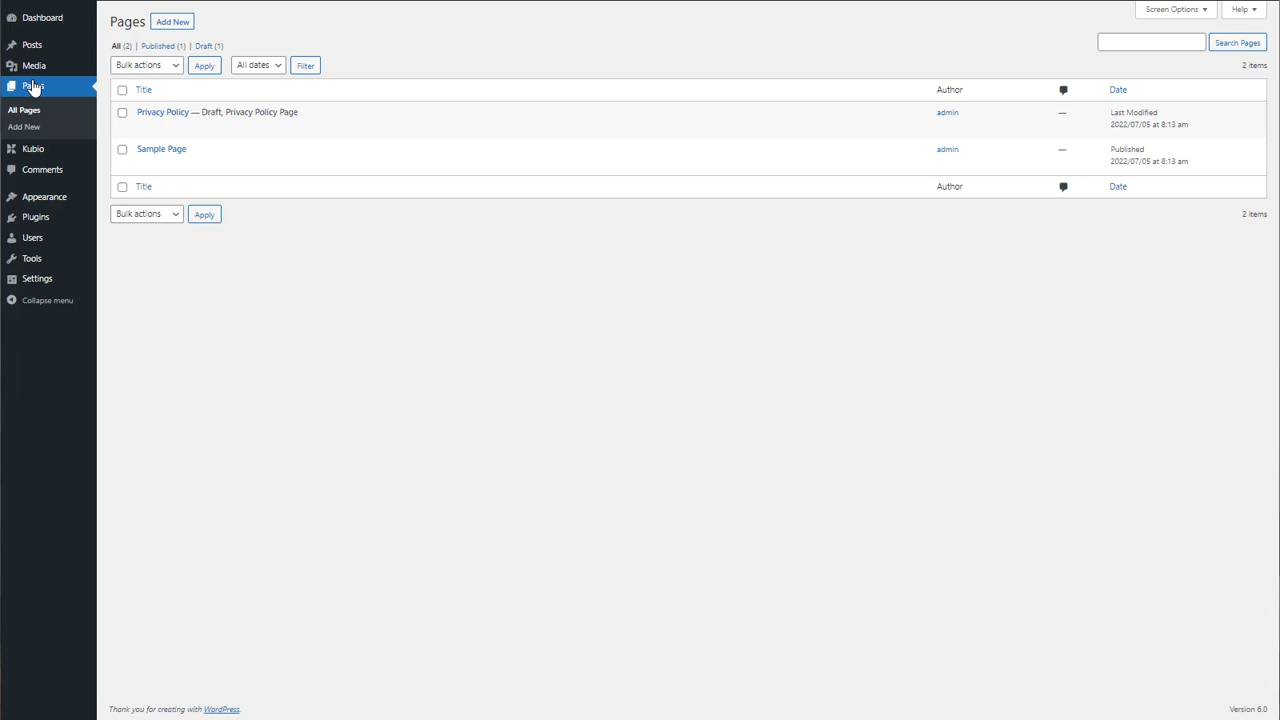 Dashboard
Posts
Media
Pages
All Pages
Add New
Kubio
Comments
Appearance
Plugins
Users
Tools
Settings
Collapse menu
Screen Options Help
Pages Add New
All (2) | Published (1) | Draft (1)
Search Pages
Bulk actions Apply All dates Filter 2 items
Title Author Date
Privacy Policy — Draft, Privacy Policy Page admin — Last Modified
2022/07/05 at 8:13 am
Sample Page admin — Published
2022/07/05 at 8:13 am
Title Author Date
Bulk actions Apply 2 items
Thank you for creating with WordPress. Version 6.0